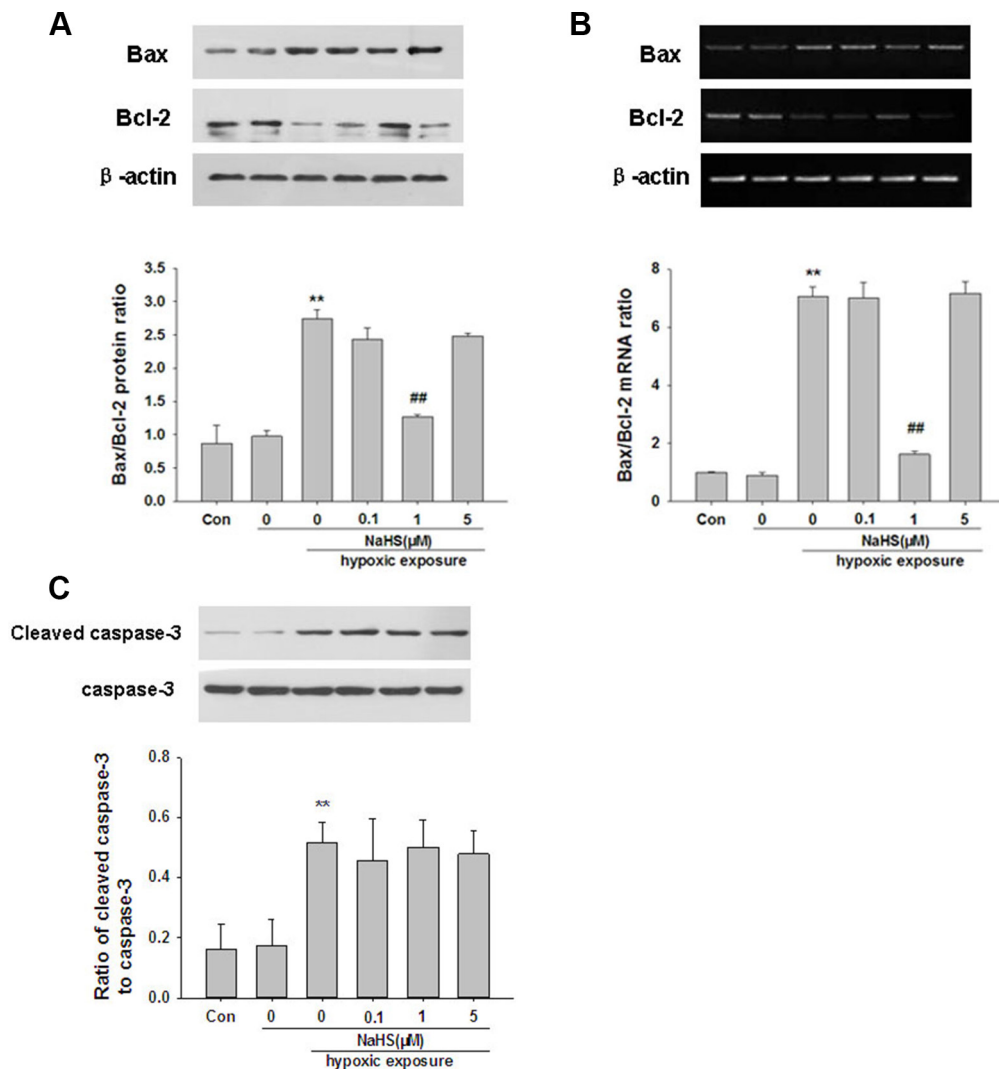 A
Bax
Bcl-2
β-actin
Bax/Bcl-2 protein ratio
3.5
3.0
2.5
2.0
1.5
1.0
0.5
0.0
**
##
Con 0 0 0.1 1 5
NaHS(μM)
hypoxic exposure
B
Bax
Bcl-2
β-actin
Bax/Bcl-2 mRNA ratio
8
6
4
2
0
**
##
Con 0 0 0.1 1 5
NaHS(μM)
hypoxic exposure
C
Cleaved caspase-3
caspase-3
Ratio of cleaved caspase-3
to caspase-3
0.8
0.6
0.4
0.2
0.0
**
Con 0 0 0.1 1 5
NaHS(μM)
hypoxic exposure